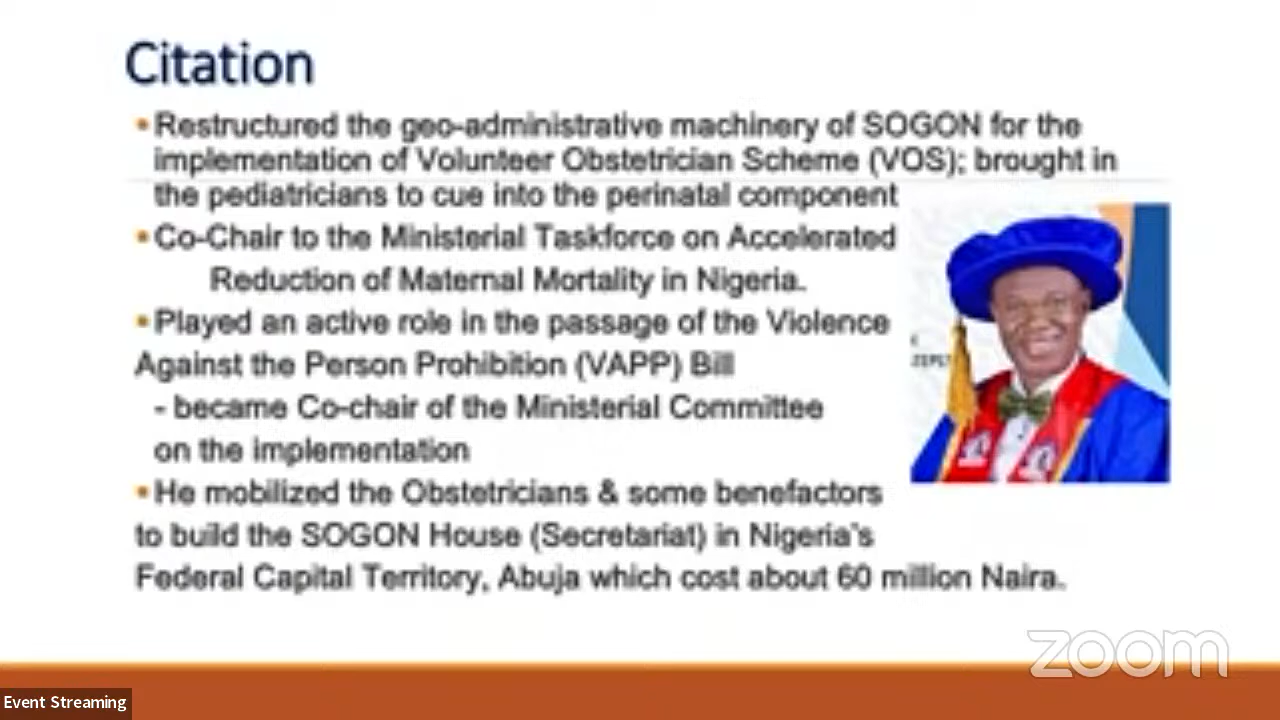 Citation
▪Restructured the geo-administrative machinery of SOGON for the
implementation of Volunteer Obstetrician Scheme (VOS); brought in
the pediatricians to cue into the perinatal component
▪Co-Chair to the Ministerial Taskforce on Accelerated
Reduction of Maternal Mortality in Nigeria.
▪Played an active role in the passage of the Violence
Against the Person Prohibition (VAPP) Bill
- became Co-chair of the Ministerial Committee
on the implementation
▪He mobilized the Obstetricians & some benefactors
to build the SOGON House (Secretariat) in Nigeria's
Federal Capital Territory, Abuja which cost about 60 million Naira.
zoom
Event Streaming